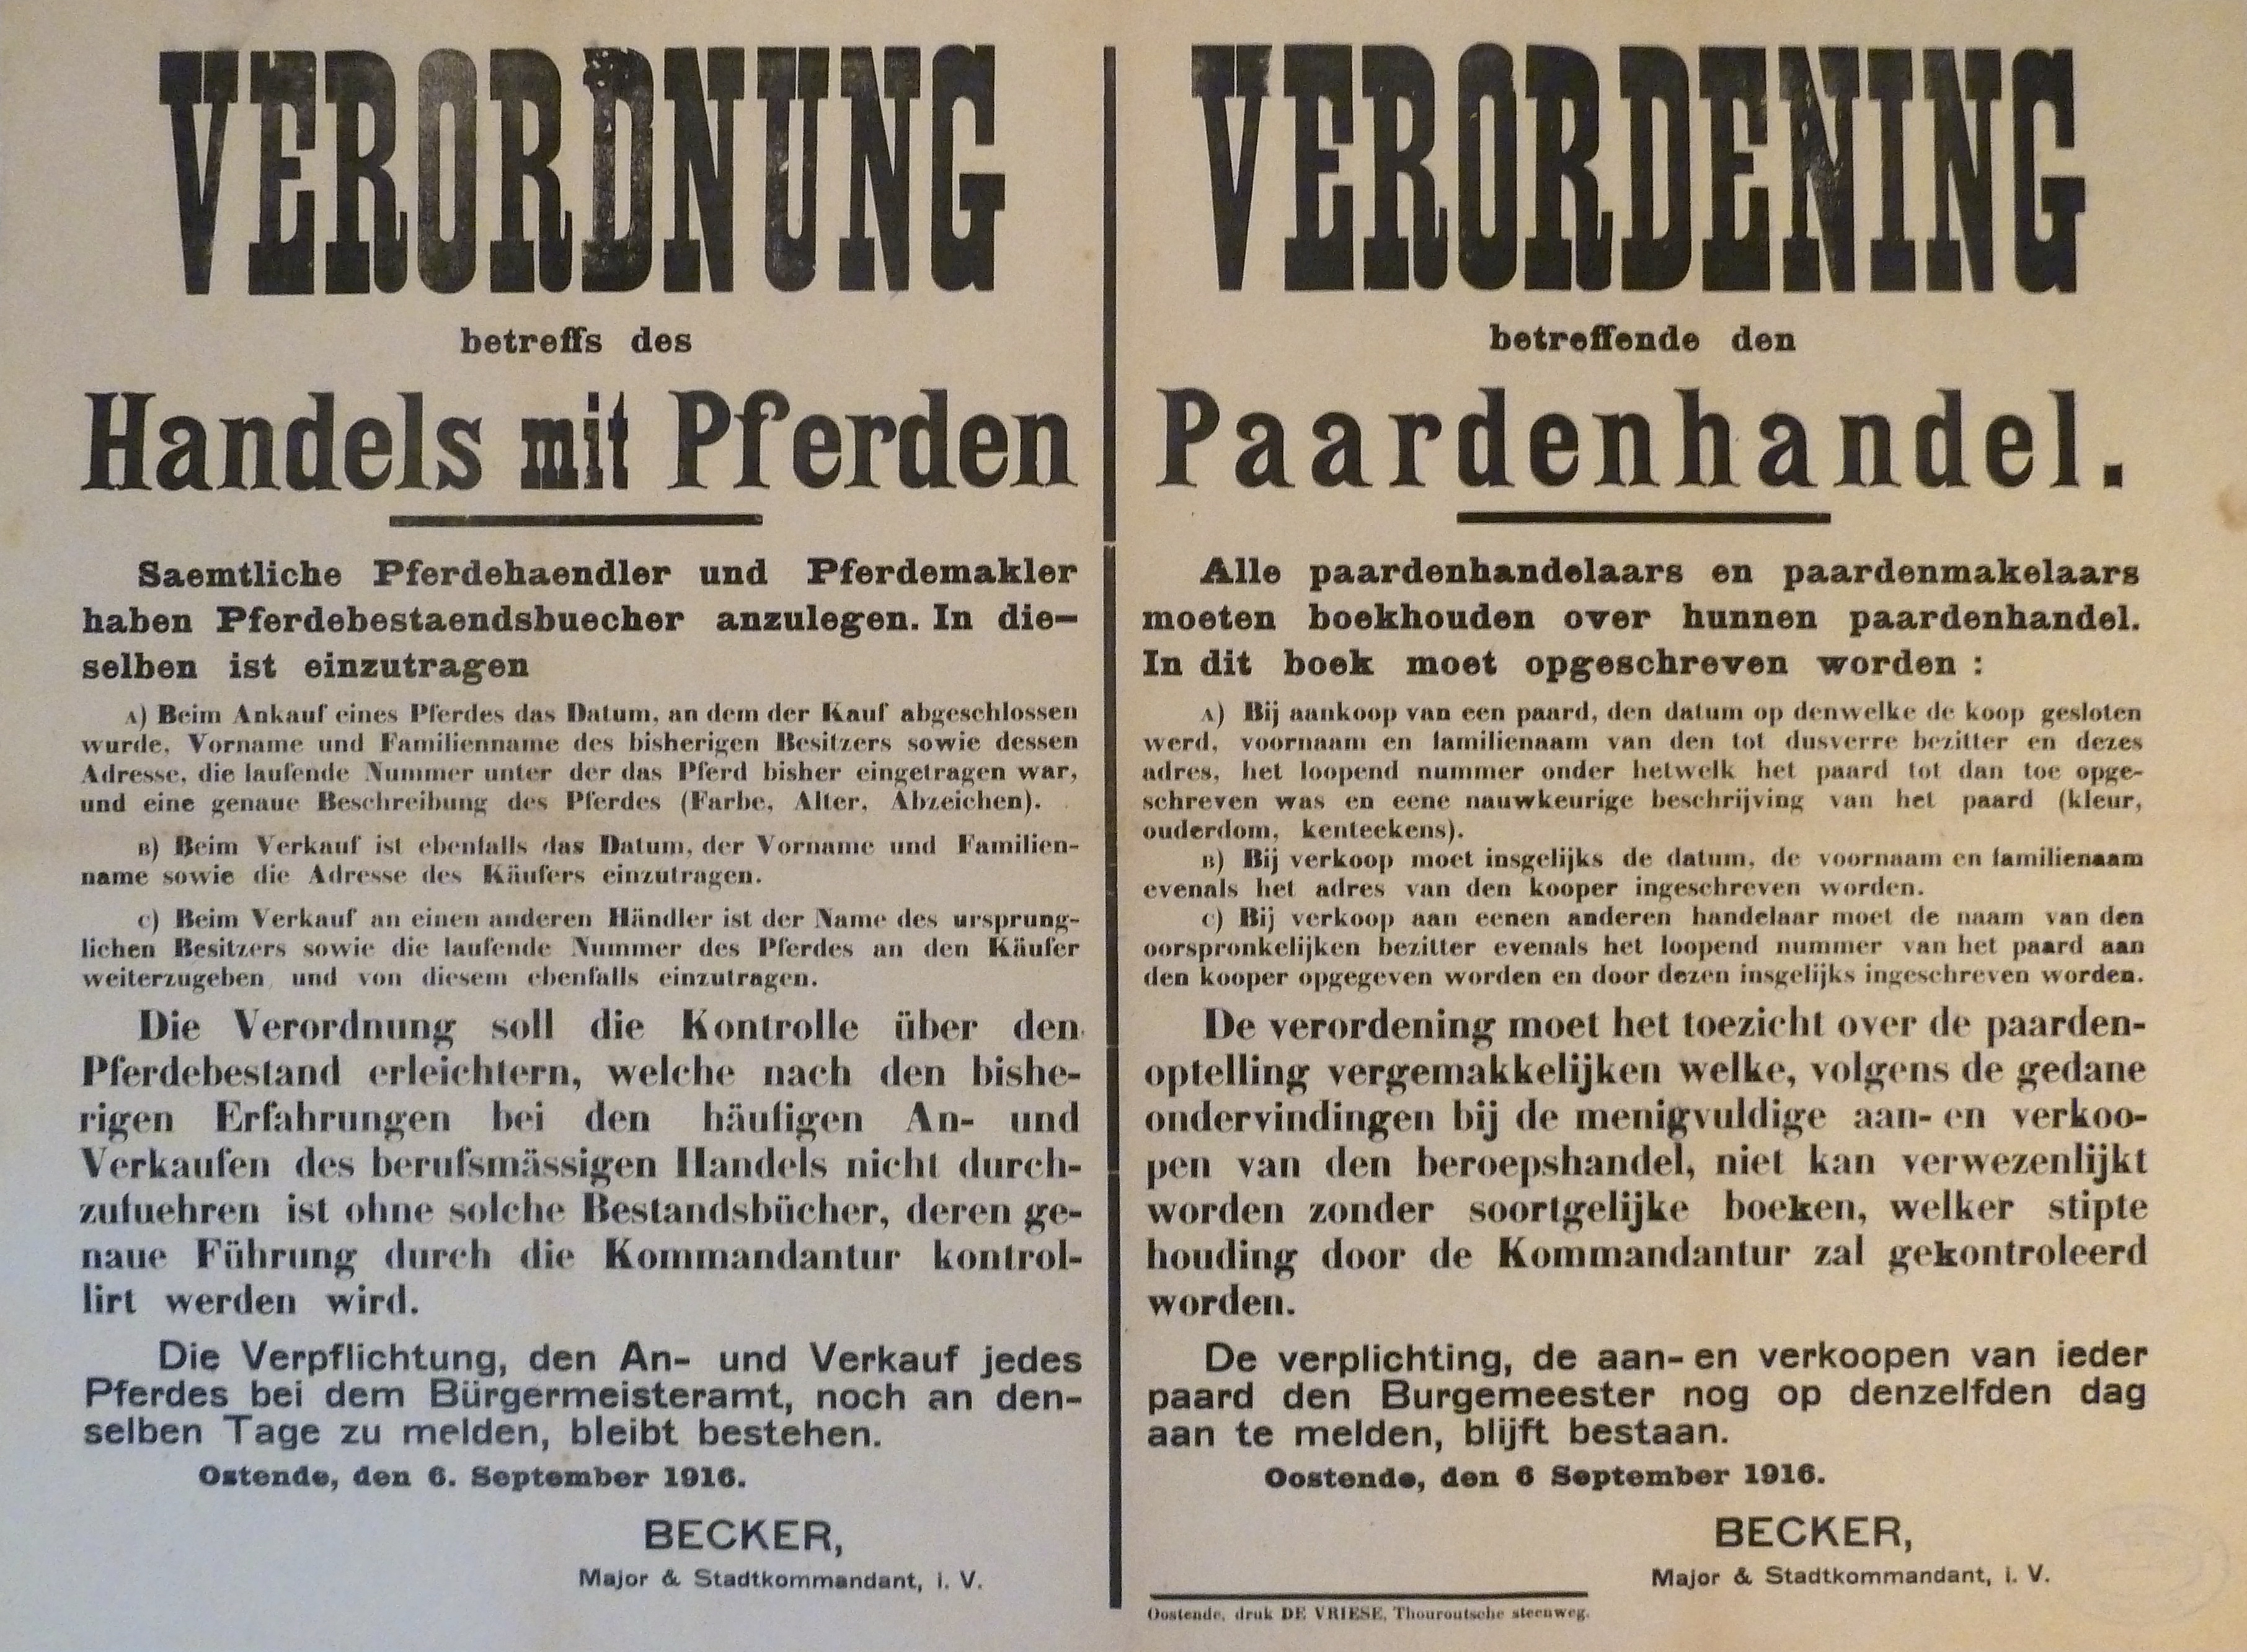 VERORDNUNG
betreffs des
Handels mit Pferden
Saemtliche Pferdehaendler und Pferdemakler
haben Pferdebestaendsbuecher anzulegen. In die-
selben ist einzutragen
A) Beim Ankauf eines Pferdes das Datum, an dem der Kauf abgeschlossen
wurde, Vorname und Familienname des bisherigen Besitzers sowie dessen
Adresse, die laufende Nummer unter der das Pferd bisher eingetragen war,
und eine genaue Beschreibung des Pferdes (Farbe, Alter, Abzeichen).
B) Beim Verkauf ist ebenfalls das Datum, der Vorname und Familien-
name sowie die Adresse des Käufers einzutragen.
C) Beim Verkauf an einen anderen Händler ist der Name des ursprung-
lichen Besitzers sowie die laufende Nummer des Pferdes an den Käufer
weiterzugeben, und von diesem ebenfalls einzutragen.
Die Verordnung soll die Kontrolle über den
Pferdebestand erleichtern, welche nach den bishe-
rigen Erfahrungen bei den häufigen An- und
Verkaufen des berufsmässigen Handels nicht durch-
zufuehren ist ohne solche Bestandsbücher, deren ge-
naue Führung durch die Kommandantur kontrol-
lirt werden wird.
Die Verpflichtung, den An- und Verkauf jedes
Pferdes bei dem Bürgermeisteramt, noch an den-
selben Tage zu melden, bleibt bestehen.
Ostende, den 6. September 1916.
BECKER,
Major & Stadtkommandant, i. V.
VERORDENING
betreffende den
Paardenhandel.
Alle paardenhandelaars en paardenmakelaars
moeten boekhouden over hunnen paardenhandel.
In dit boek moet opgeschreven worden :
A) Bij aankoop van een paard, den datum op denwelke de koop gesloten
werd, voornaam en familienaam van den tot dusverre bezitter en dezes
adres, het loopend nummer onder hetwelk het paard tot dan toe opge-
schreven was en eene nauwkeurige beschrijving van het paard (kleur,
ouderdom, kenteekens).
B) Bij verkoop moet insgelijks de datum, de voornaam en familienaam
evenals het adres van den kooper ingeschreven worden.
C) Bij verkoop aan eenen anderen handelaar moet de naam van den
oorspronkelijken bezitter evenals het loopend nummer van het paard aan
den kooper opgegeven worden en door dezen insgelijks ingeschreven worden.
De verordening moet het toezicht over de paarden-
optelling vergemakkelijken welke, volgens de gedane
ondervindingen bij de menigvuldige aan- en verkoo-
pen van den beroepshandel, niet kan verwezenlijkt
worden zonder soortgelijke boeken, welker stipte
houding door de Kommandantur zal gekontroleerd
worden.
De verplichting, de aan- en verkoopen van ieder
paard den Burgemeester nog op denzelfden dag
aan te melden, blijft bestaan.
Oostende, den 6 September 1916.
BECKER,
Major & Stadtkommandant, i. V.
Oostende, druk DE VRIESE, Thouroutsche steenweg.